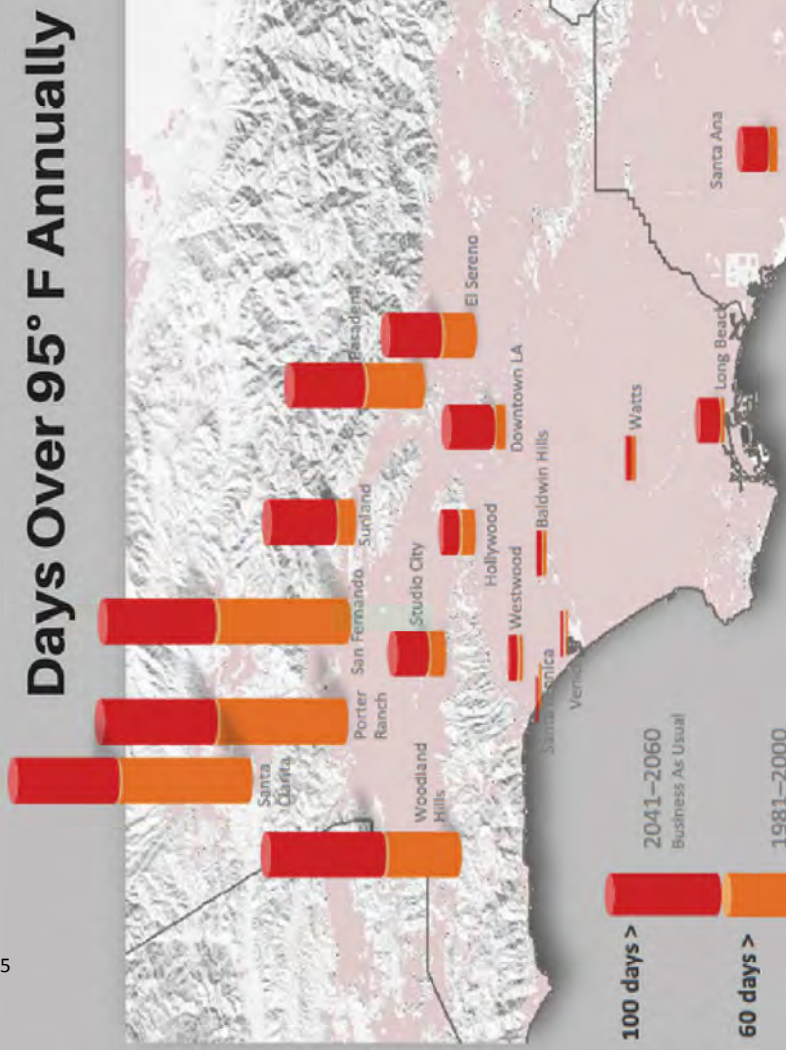 Days Over 95° F Annually
Santa
Clarita
Porter
Ranch
San Fernando
Sunland
Pasadena
El Sereno
Woodland
Hills
Studio City
Hollywood
Downtown LA
Westwood
Baldwin Hills
Santa Monica
Venice
Watts
Long Beach
Santa Ana
100 days >
2041–2060
Business As Usual
60 days >
1981–2000
5